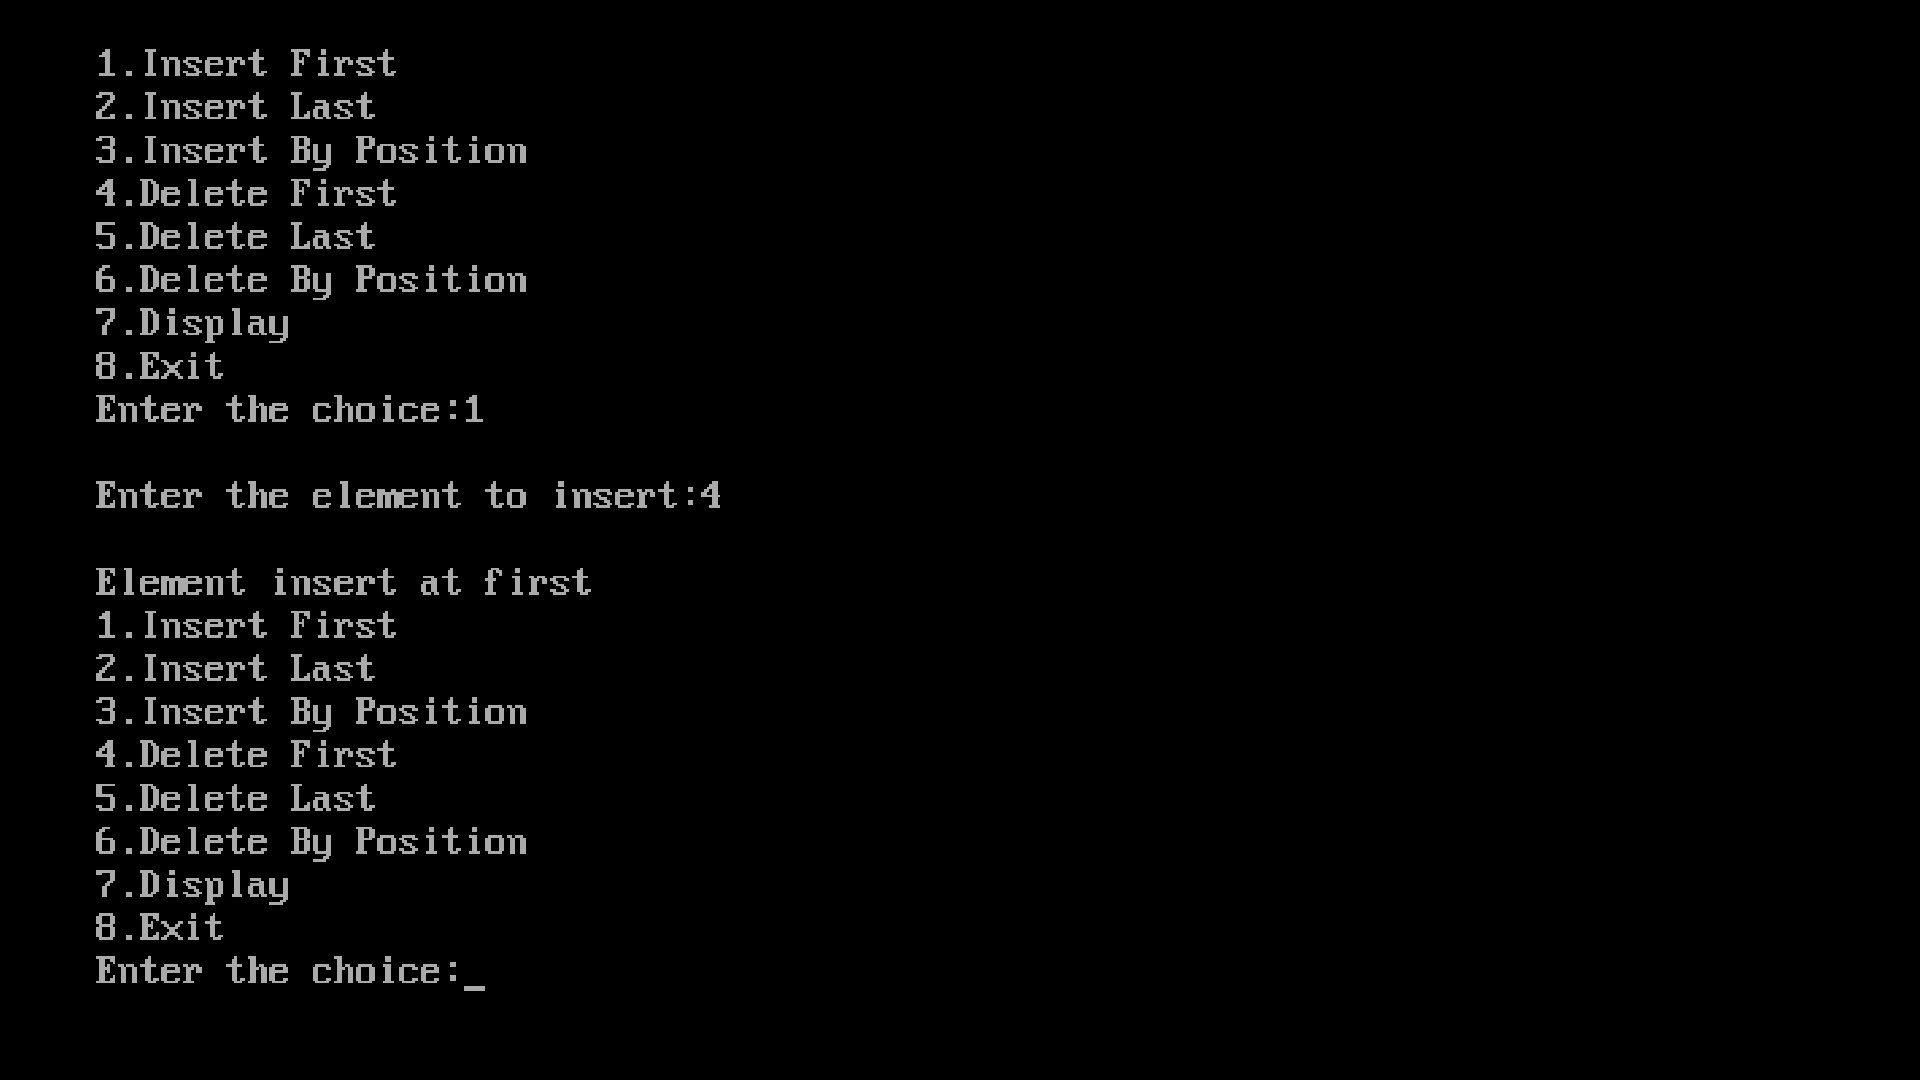 1.Insert First
2.Insert Last
3.Insert By Position
4.Delete First
5.Delete Last
6.Delete By Position
7.Display
8.Exit
Enter the choice:1
Enter the element to insert:4
Element insert at first
1.Insert First
2.Insert Last
3.Insert By Position
4.Delete First
5.Delete Last
6.Delete By Position
7.Display
8.Exit
Enter the choice:_